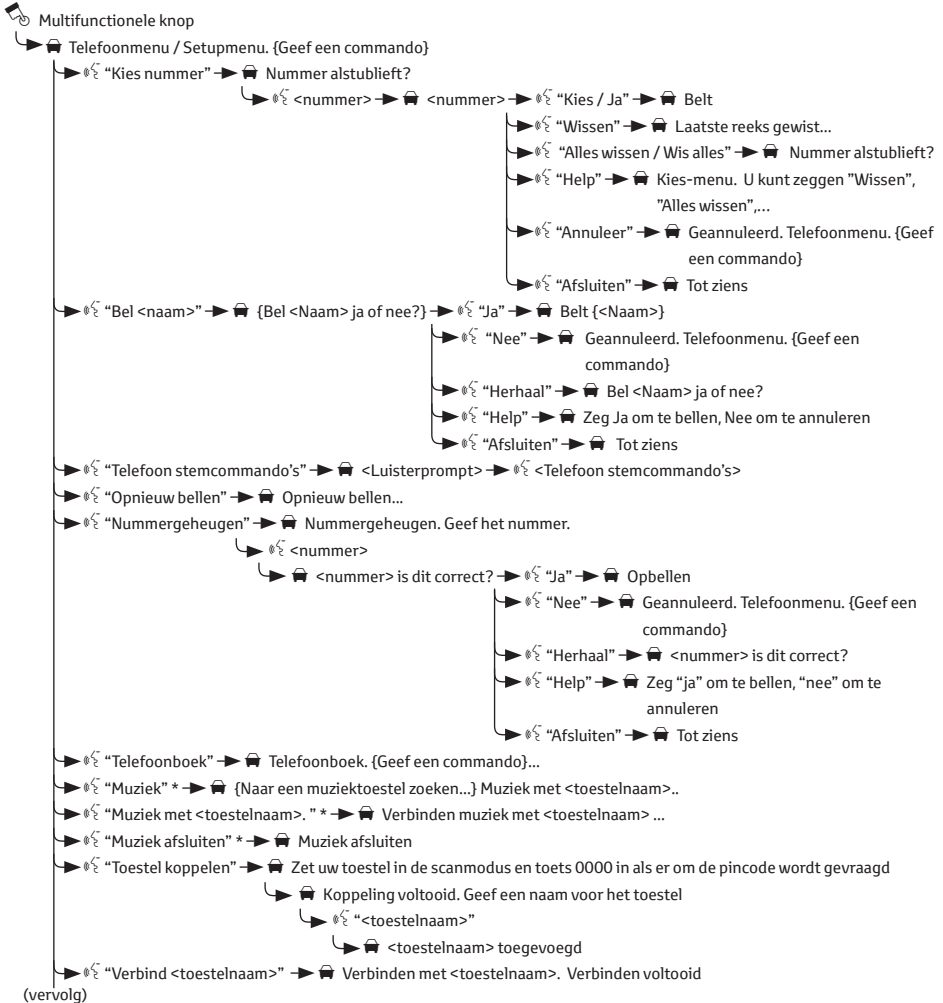 Multifunctionele knop
Telefoonmenu / Setupmenu. {Geef een commando}
“Kies nummer” Nummer alstublieft?
<nummer> <nummer> “Kies / Ja” Belt
“Wissen” Laatste reeks gewist...
“Alles wissen / Wis alles” Nummer alstublieft?
“Help” Kies-menu. U kunt zeggen ”Wissen”,
”Alles wissen”,...
“Annuleer” Geannuleerd. Telefoonmenu. {Geef
een commando}
“Afsluiten” Tot ziens
“Bel <naam>” {Bel <Naam> ja of nee?} “Ja” Belt {<Naam>}
“Nee” Geannuleerd. Telefoonmenu. {Geef een
commando}
“Herhaal” Bel <Naam> ja of nee?
“Help” Zeg Ja om te bellen, Nee om te annuleren
“Afsluiten” Tot ziens
“Telefoon stemcommando’s” <Luisterprompt> <Telefoon stemcommando’s>
“Opnieuw bellen” Opnieuw bellen...
“Nummergeheugen” Nummergeheugen. Geef het nummer.
<nummer>
<nummer> is dit correct? “Ja” Opbellen
“Nee” Geannuleerd. Telefoonmenu. {Geef een
commando}
“Herhaal” <nummer> is dit correct?
“Help” Zeg “ja” om te bellen, “nee” om te
annuleren
“Afsluiten” Tot ziens
“Telefoonboek” Telefoonboek. {Geef een commando}...
“Muziek” * {Naar een muziektoestel zoeken...} Muziek met <toestelnaam>..
“Muziek met <toestelnaam>. ” * Verbinden muziek met <toestelnaam> ...
“Muziek afsluiten” * Muziek afsluiten
“Toestel koppelen” Zet uw toestel in de scanmodus en toets 0000 in als er om de pincode wordt gevraagd
Koppeling voltooid. Geef een naam voor het toestel
“<toestelnaam>”
<toestelnaam> toegevoegd
“Verbind <toestelnaam>” Verbinden met <toestelnaam>. Verbinden voltooid
(vervolg)